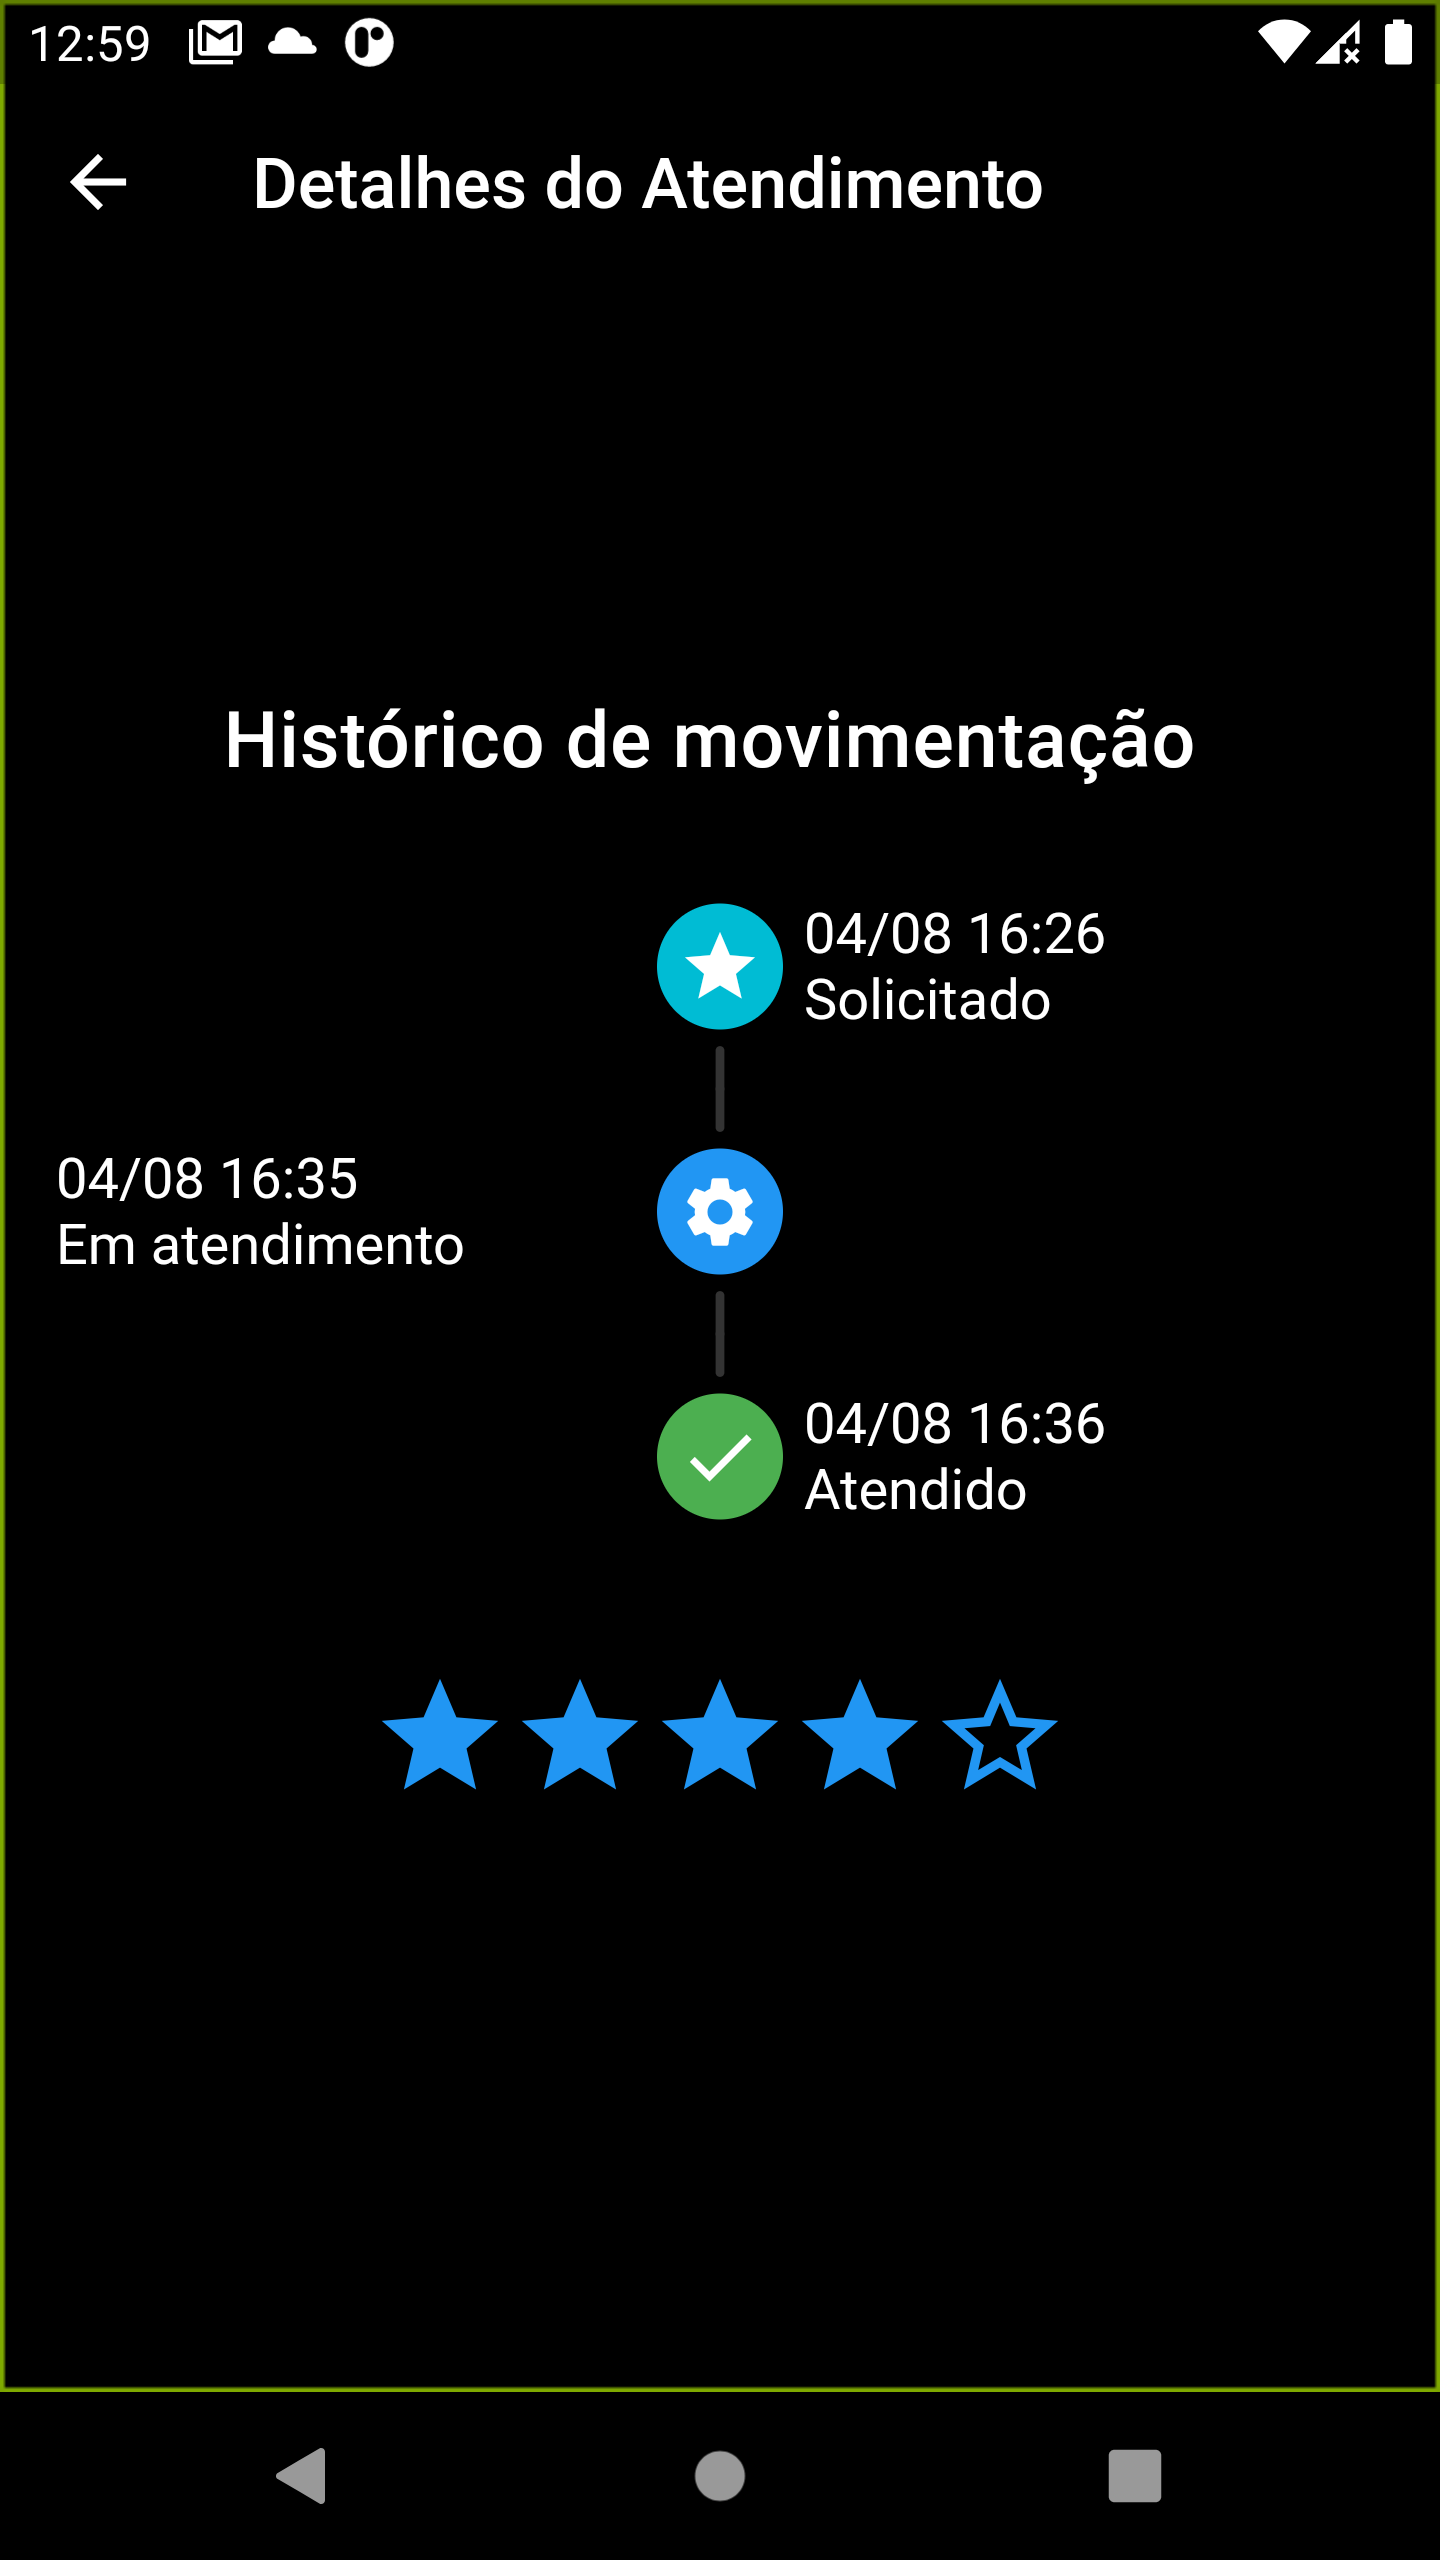 12:59
Detalhes do Atendimento
Histórico de movimentação
04/08 16:26
Solicitado
04/08 16:35
Em atendimento
04/08 16:36
Atendido